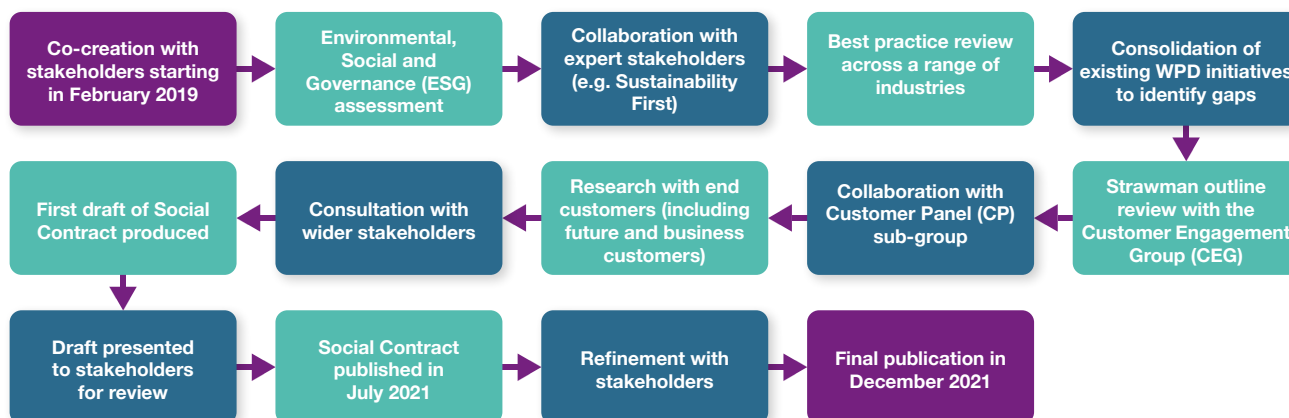 Co-creation with
stakeholders starting
in February 2019
Environmental,
Social and
Governance (ESG)
assessment
Collaboration with
expert stakeholders
(e.g. Sustainability
First)
Best practice review
across a range of
industries
Consolidation of
existing WPD initiatives
to identify gaps
Strawman outline
review with the
Customer Engagement
Group (CEG)
Collaboration with
Customer Panel (CP)
sub-group
Research with end
customers (including
future and business
customers)
Consultation with
wider stakeholders
First draft of Social
Contract produced
Draft presented
to stakeholders
for review
Social Contract
published in
July 2021
Refinement with
stakeholders
Final publication in
December 2021